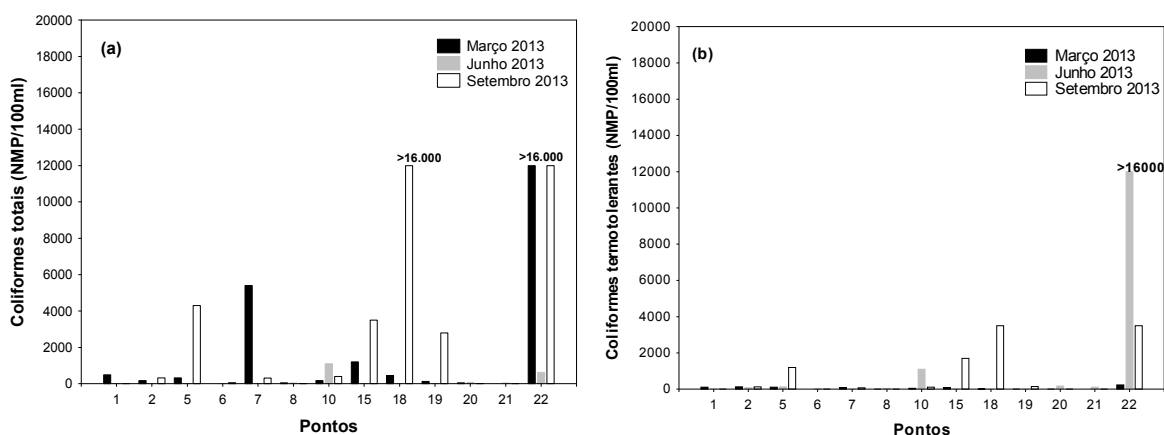 (a)
Coliformes totais (NMP/100ml)
20000
18000
16000
14000
12000
10000
8000
6000
4000
2000
0
Março 2013
Junho 2013
Setembro 2013
>16.000
>16.000
1 2 5 6 7 8 10 15 18 19 20 21 22
Pontos
(b)
Coliformes termotolerantes (NMP/100ml)
20000
18000
16000
14000
12000
10000
8000
6000
4000
2000
0
Março 2013
Junho 2013
Setembro 2013
>16000
1 2 5 6 7 8 10 15 18 19 20 21 22
Pontos